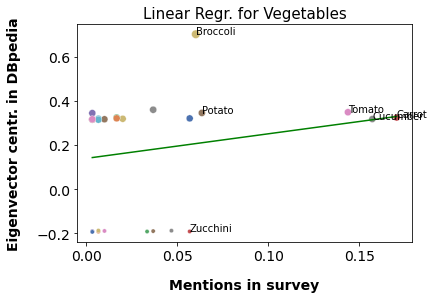 Linear Regr. for Vegetables
Eigenvector centr. in DBpedia
0.6
0.4
0.2
0.0
−0.2
Broccoli
Potato
Tomato
Carrot
Cucumber
Zucchini
0.00 0.05 0.10 0.15
Mentions in survey